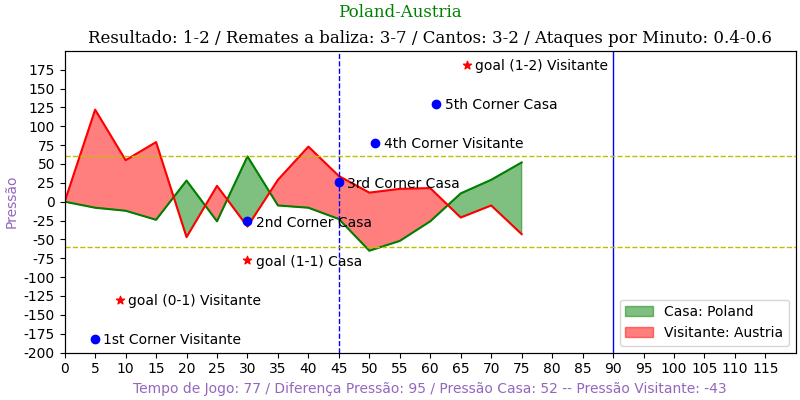 Poland-Austria
Resultado: 1-2 / Remates a baliza: 3-7 / Cantos: 3-2 / Ataques por Minuto: 0.4-0.6
175
150
125
100
75
50
25
0
-25
-50
-75
-100
-125
-150
-175
-200
Pressão
goal (1-2) Visitante
5th Corner Casa
4th Corner Visitante
3rd Corner Casa
2nd Corner Casa
goal (1-1) Casa
goal (0-1) Visitante
1st Corner Visitante
Casa: Poland
Visitante: Austria
0 5 10 15 20 25 30 35 40 45 50 55 60 65 70 75 80 85 90 95 100 105 110 115
Tempo de Jogo: 77 / Diferença Pressão: 95 / Pressão Casa: 52 -- Pressão Visitante: -43